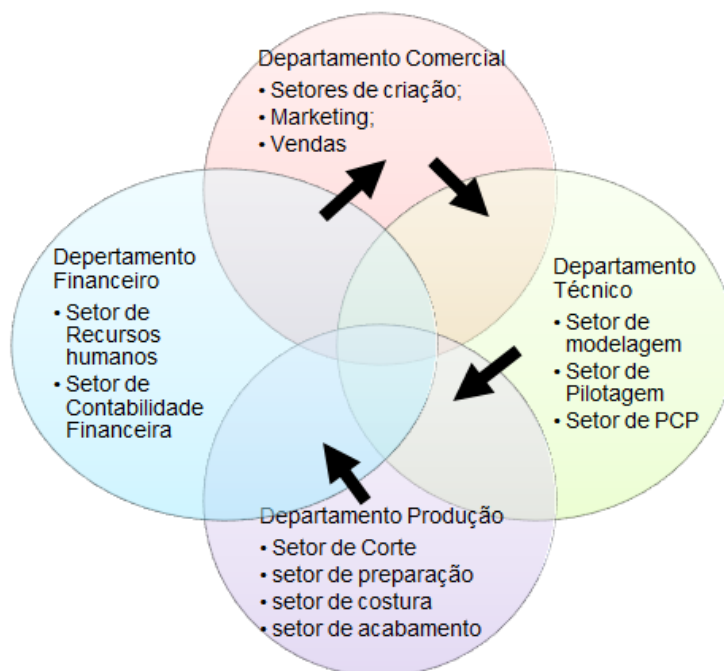 Departamento Comercial
• Setores de criação;
• Marketing;
• Vendas
Depertamento
Financeiro
• Setor de
Recursos
humanos
• Setor de
Contabilidade
Financeira
Departamento
Técnico
• Setor de
modelagem
• Setor de
Pilotagem
• Setor de PCP
Departamento Produção
• Setor de Corte
• setor de preparação
• setor de costura
• setor de acabamento